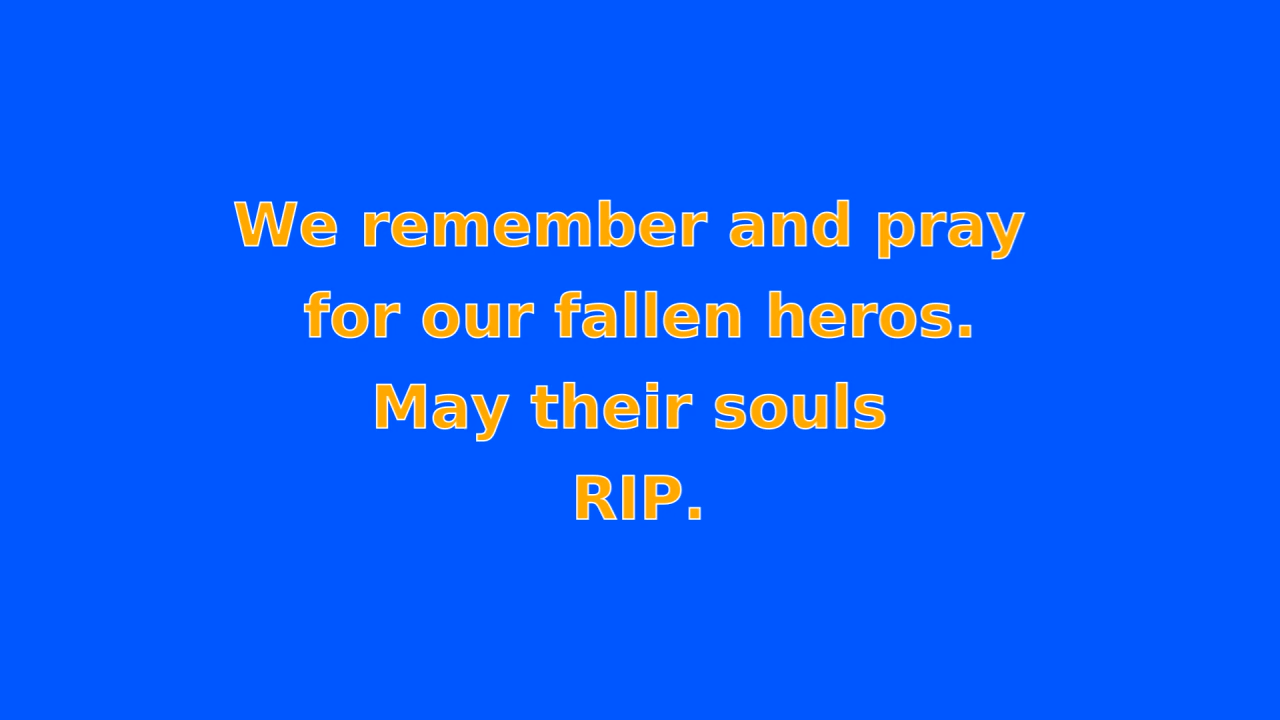 We remember and pray
for our fallen heros.
May their souls
RIP.